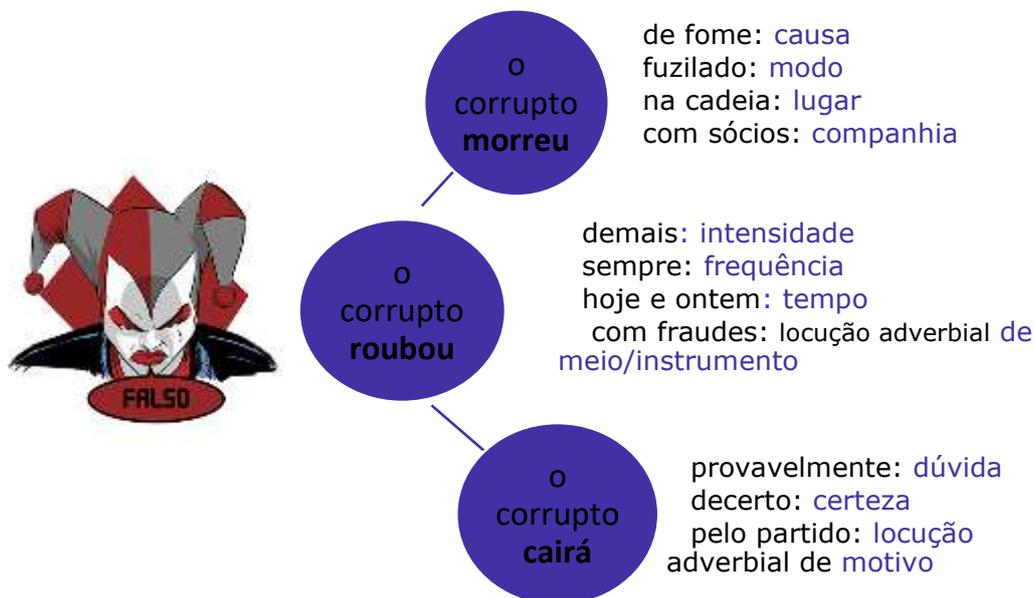 o
corrupto
morreu
de fome: causa
fuzilado: modo
na cadeia: lugar
com sócios: companhia
FALSO
o
corrupto
roubou
demais: intensidade
sempre: frequência
hoje e ontem: tempo
com fraudes: locução adverbial de
meio/instrumento
o
corrupto
cairá
provavelmente: dúvida
decerto: certeza
pelo partido: locução
adverbial de motivo